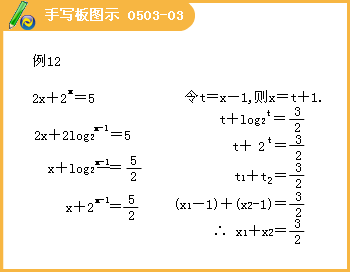 手写板图示 0503-03
例12
2x+2^x=5
2x+2log₂^(x-1)=5
x+log₂^(x-1)=5/2
x+2^(x-1)=5/2
令t=x-1,则x=t+1.
t+log₂^t=3/2
t+ 2^t=3/2
t₁+t₂=3/2
(x₁-1)+(x₂-1)=3/2
∴ x₁+x₂=3/2